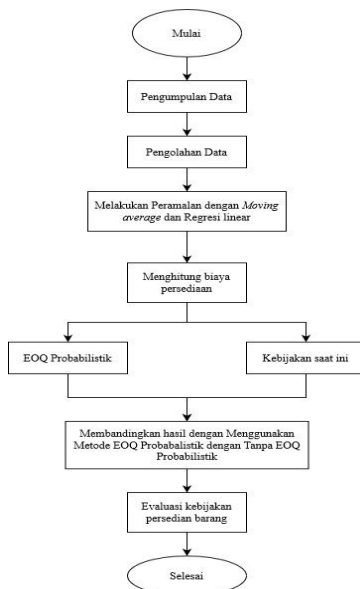 Mulai
Pengumpulan Data
Pengolahan Data
Melakukan Peramalan dengan Moving
average dan Regresi linear
Menghitung biaya
persediaan
EOQ Probabilistik
Kebijakan saat ini
Membandingkan hasil dengan Menggunakan
Metode EOQ Probabalistik dengan Tanpa EOQ
Probabilistik
Evaluasi kebijakan
persedian barang
Selesai